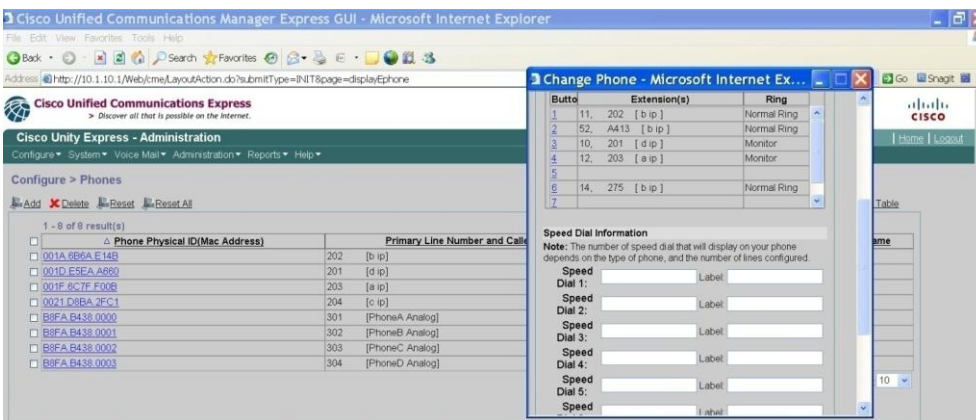 Cisco Unified Communications Manager Express GUI - Microsoft Internet Explorer
File Edit View Favorites Tools Help
Back Search Favorites
Address http://10.1.10.1/Web/cme/LayoutAction.do?submitType=INIT&page=displayEphone
Go Snagit
Cisco Unified Communications Express
> Discover all that is possible on the Internet.
CISCO
Cisco Unity Express - Administration
Home | Logout
Configure System Voice Mail Administration Reports Help
Configure > Phones
Add Delete Reset Reset All
Table
1 - 8 of 8 result(s)
Phone Physical ID(Mac Address) Primary Line Number and Calle ame
001A.6B6A.E14B 202 [b ip]
001D.E5EA.A660 201 [d ip]
001F.6C7F.F00B 203 [a ip]
0021.D8BA.2FC1 204 [c ip]
B8FA.B438.0000 301 [PhoneA Analog]
B8FA.B438.0001 302 [PhoneB Analog]
B8FA.B438.0002 303 [PhoneC Analog]
B8FA.B438.0003 304 [PhoneD Analog]
10
Change Phone - Microsoft Internet Ex...
Butto Extension(s) Ring
1 11, 202 [b ip] Normal Ring
2 52, A413 [b ip] Normal Ring
3 10, 201 [d ip] Monitor
4 12, 203 [a ip] Monitor
5
6 14, 275 [b ip] Normal Ring
7
Speed Dial Information
Note: The number of speed dial that will display on your phone
depends on the type of phone, and the number of lines configured.
Speed
Dial 1: Label:
Speed
Dial 2: Label:
Speed
Dial 3: Label:
Speed
Dial 4: Label:
Speed
Dial 5: Label:
Speed
Label: